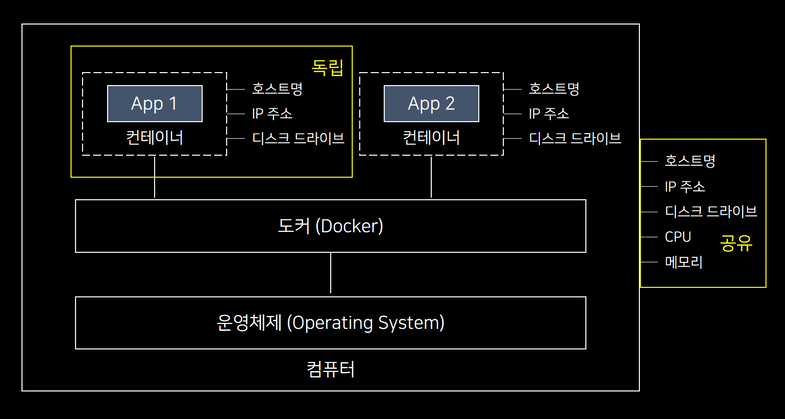 독립
App 1
컨테이너
호스트명
IP 주소
디스크 드라이브
App 2
컨테이너
호스트명
IP 주소
디스크 드라이브
호스트명
IP 주소
디스크 드라이브
CPU
메모리
공유
도커 (Docker)
운영체제 (Operating System)
컴퓨터